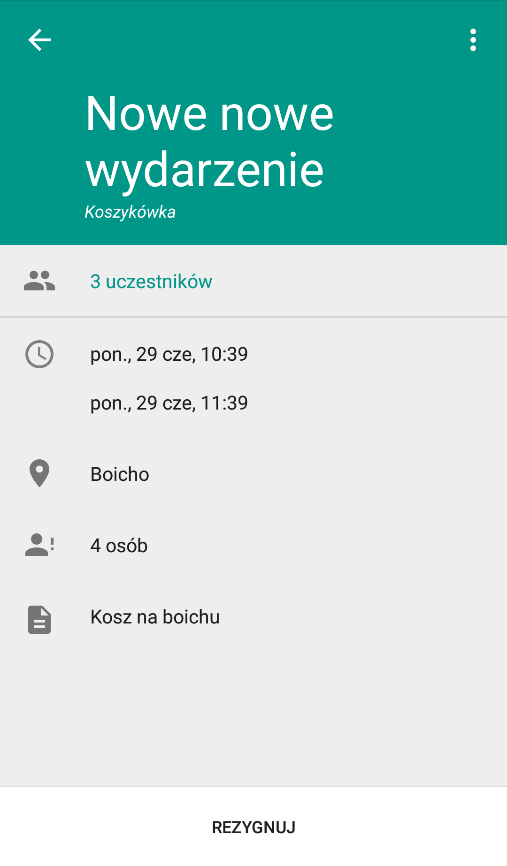 Nowe nowe
wydarzenie
Koszykówka
3 uczestników
pon., 29 cze, 10:39
pon., 29 cze, 11:39
Boicho
4 osób
Kosz na boichu
REZYGNUJ